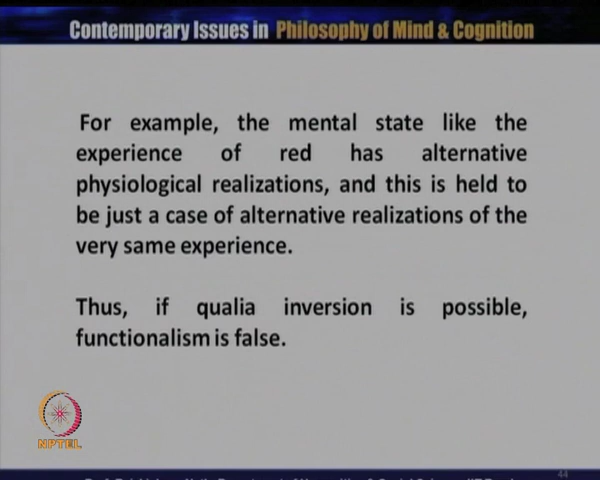 Contemporary Issues in Philosophy of Mind & Cognition
For example, the mental state like the
experience of red has alternative
physiological realizations, and this is held to
be just a case of alternative realizations of the
very same experience.
Thus, if qualia inversion is possible,
functionalism is false.
NPTEL
44